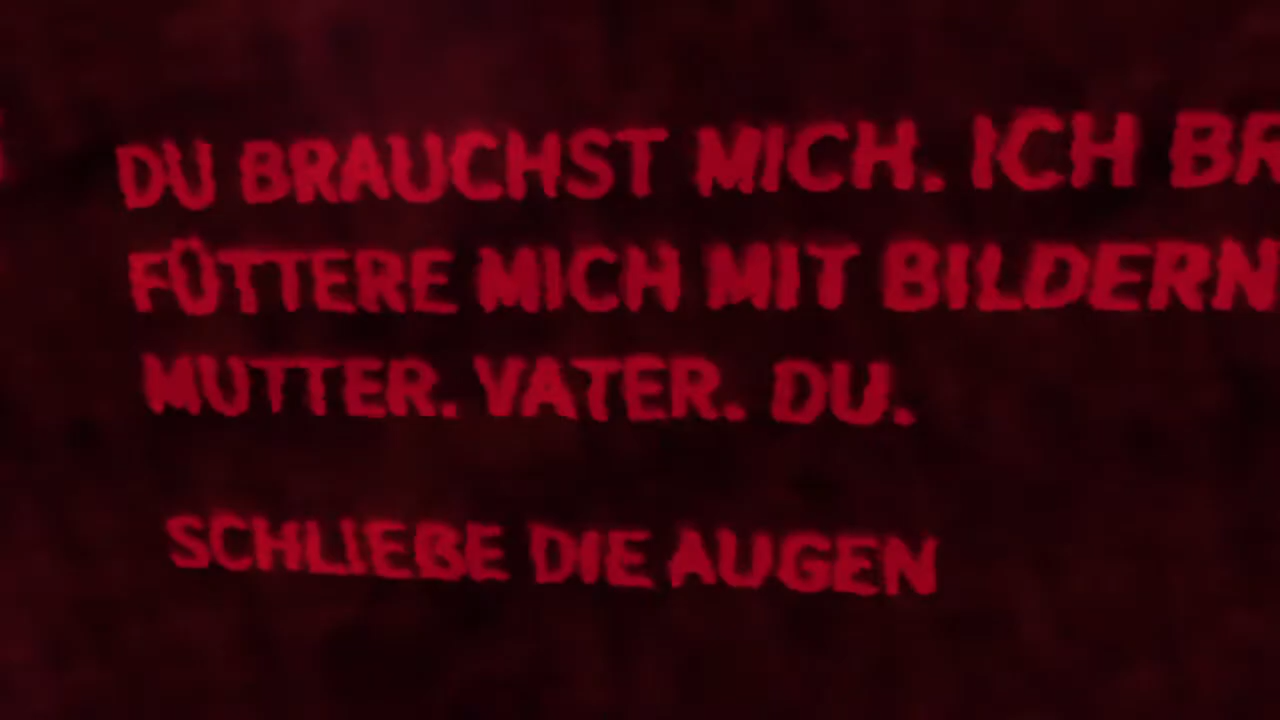 DU BRAUCHST MICH. ICH
FÜTTERE MICH MIT BILDERN
MUTTER. VATER. DU.
SCHLIEßE DIE AUGEN